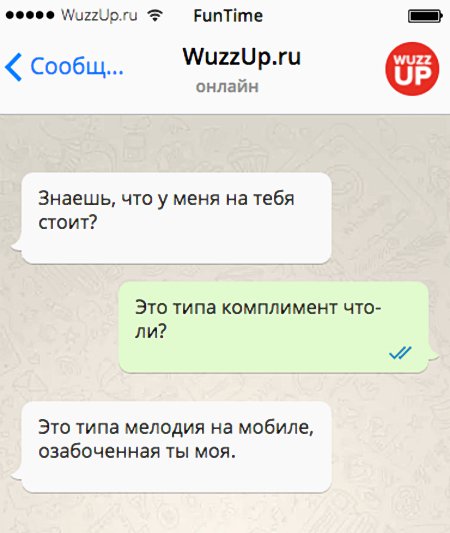 WuzzUp.ru FunTime
Сообщ... WuzzUp.ru
онлайн
WUZZ
UP
Знаешь, что у меня на тебя
стоит?
Это типа комплимент что-
ли?
Это типа мелодия на мобиле,
озабоченная ты моя.